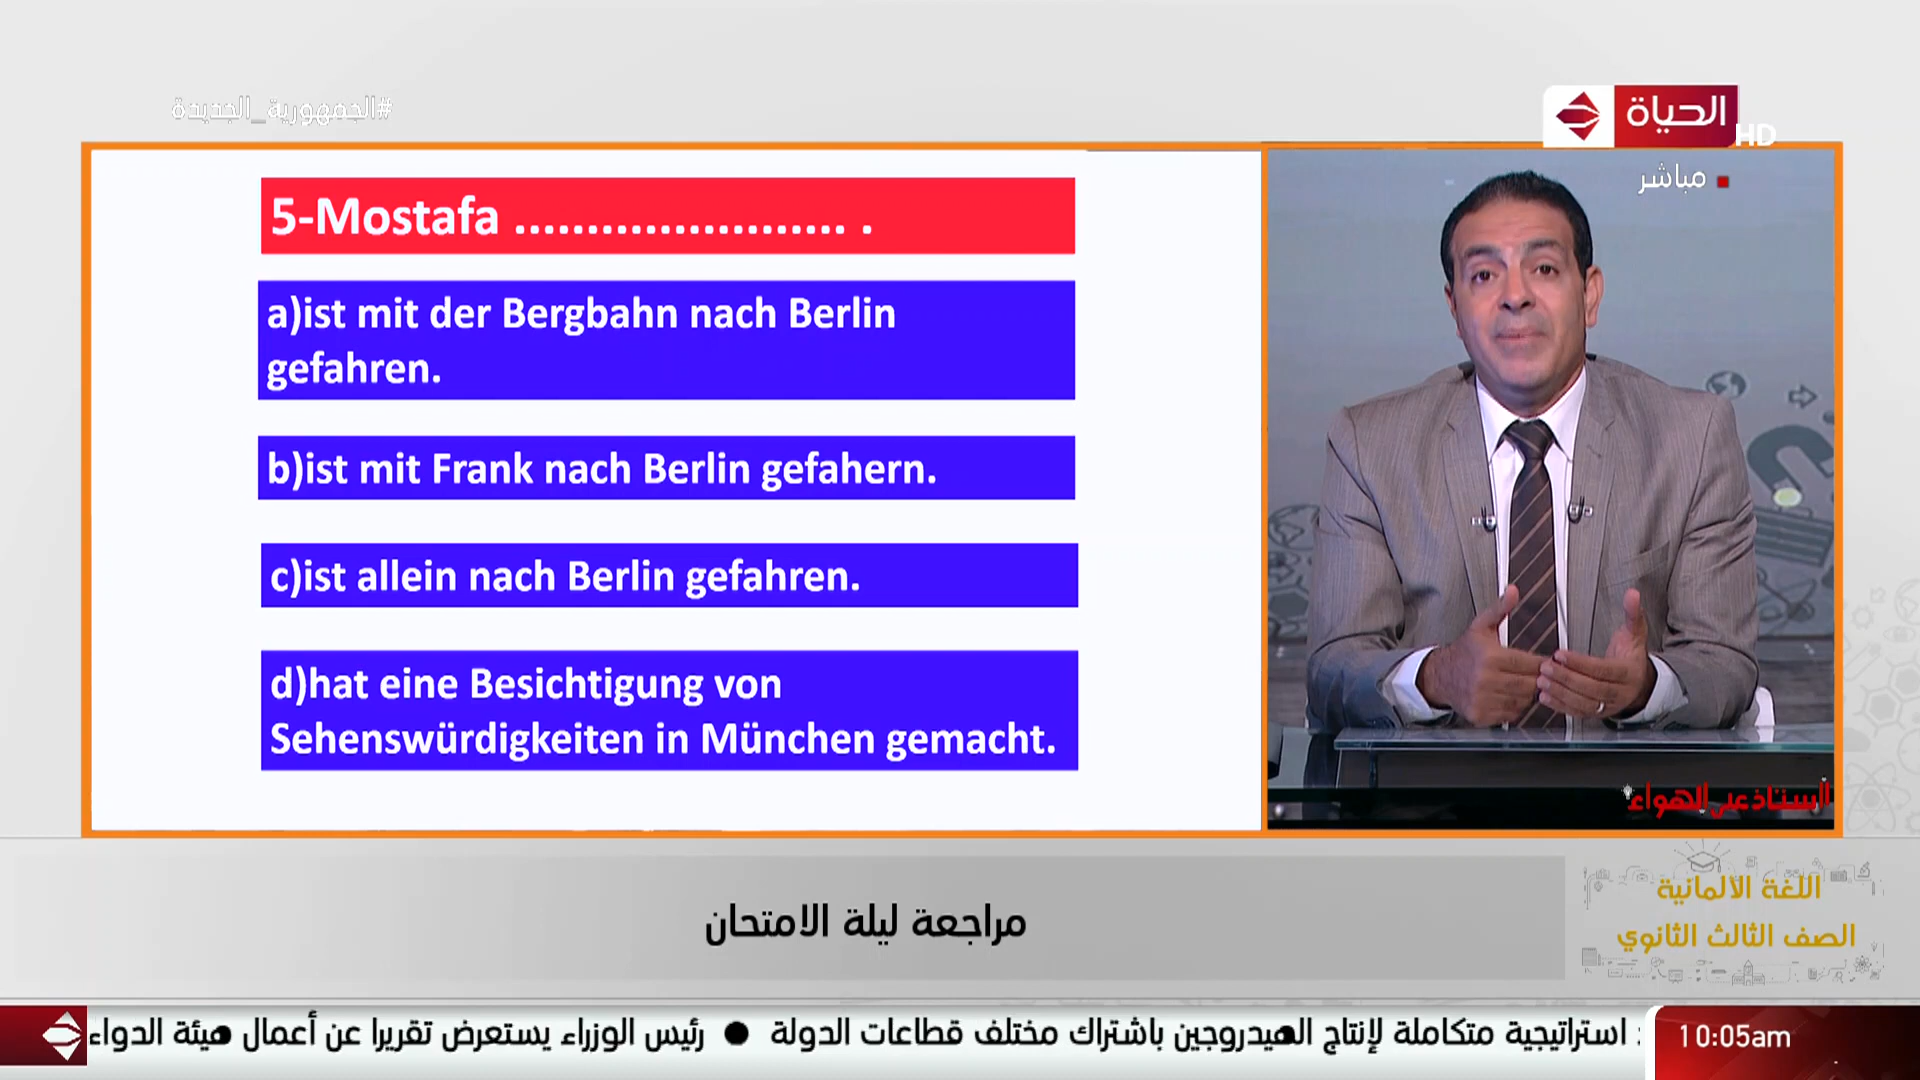 #الجمهورية_الجديدة
الحياة
HD
مباشر
5-Mostafa ....................... .
a)ist mit der Bergbahn nach Berlin
gefahren.
b)ist mit Frank nach Berlin gefahern.
c)ist allein nach Berlin gefahren.
d)hat eine Besichtigung von
Sehenswürdigkeiten in München gemacht.
أستاذ على الهواء
مراجعة ليلة الامتحان
اللغة الالمانية
الصف الثالث الثانوي
: استراتيجية متكاملة لإنتاج الهيدروجين باشتراك مختلف قطاعات الدولة ● رئيس الوزراء يستعرض تقريرا عن أعمال هيئة الدواء
10:05am